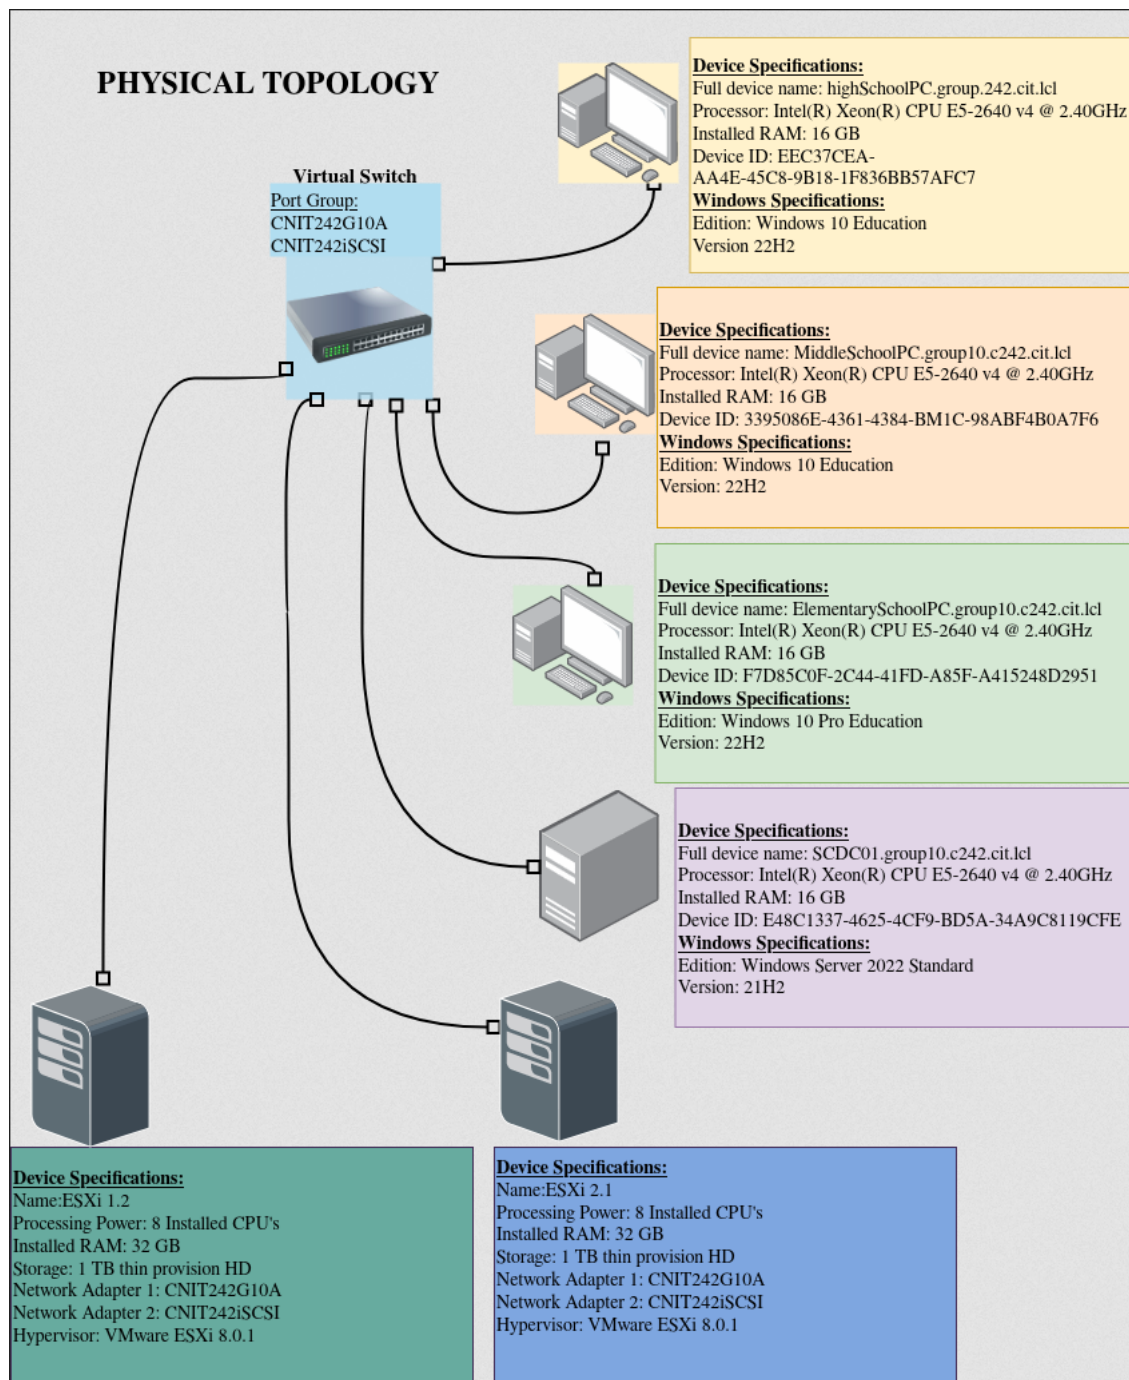 PHYSICAL TOPOLOGY
Virtual Switch
Port Group:
CNIT242G10A
CNIT242iSCSI
Device Specifications:
Full device name: highSchoolPC.group.242.cit.lcl
Processor: Intel(R) Xeon(R) CPU E5-2640 v4 @ 2.40GHz
Installed RAM: 16 GB
Device ID: EEC37CEA-
AA4E-45C8-9B18-1F836BB57AFC7
Windows Specifications:
Edition: Windows 10 Education
Version 22H2
Device Specifications:
Full device name: MiddleSchoolPC.group10.c242.cit.lcl
Processor: Intel(R) Xeon(R) CPU E5-2640 v4 @ 2.40GHz
Installed RAM: 16 GB
Device ID: 3395086E-4361-4384-BM1C-98ABF4B0A7F6
Windows Specifications:
Edition: Windows 10 Education
Version: 22H2
Device Specifications:
Full device name: ElementarySchoolPC.group10.c242.cit.lcl
Processor: Intel(R) Xeon(R) CPU E5-2640 v4 @ 2.40GHz
Installed RAM: 16 GB
Device ID: F7D85C0F-2C44-41FD-A85F-A415248D2951
Windows Specifications:
Edition: Windows 10 Pro Education
Version: 22H2
Device Specifications:
Full device name: SCDC01.group10.c242.cit.lcl
Processor: Intel(R) Xeon(R) CPU E5-2640 v4 @ 2.40GHz
Installed RAM: 16 GB
Device ID: E48C1337-4625-4CF9-BD5A-34A9C8119CFE
Windows Specifications:
Edition: Windows Server 2022 Standard
Version: 21H2
Device Specifications:
Name:ESXi 1.2
Processing Power: 8 Installed CPU's
Installed RAM: 32 GB
Storage: 1 TB thin provision HD
Network Adapter 1: CNIT242G10A
Network Adapter 2: CNIT242iSCSI
Hypervisor: VMware ESXi 8.0.1
Device Specifications:
Name:ESXi 2.1
Processing Power: 8 Installed CPU's
Installed RAM: 32 GB
Storage: 1 TB thin provision HD
Network Adapter 1: CNIT242G10A
Network Adapter 2: CNIT242iSCSI
Hypervisor: VMware ESXi 8.0.1